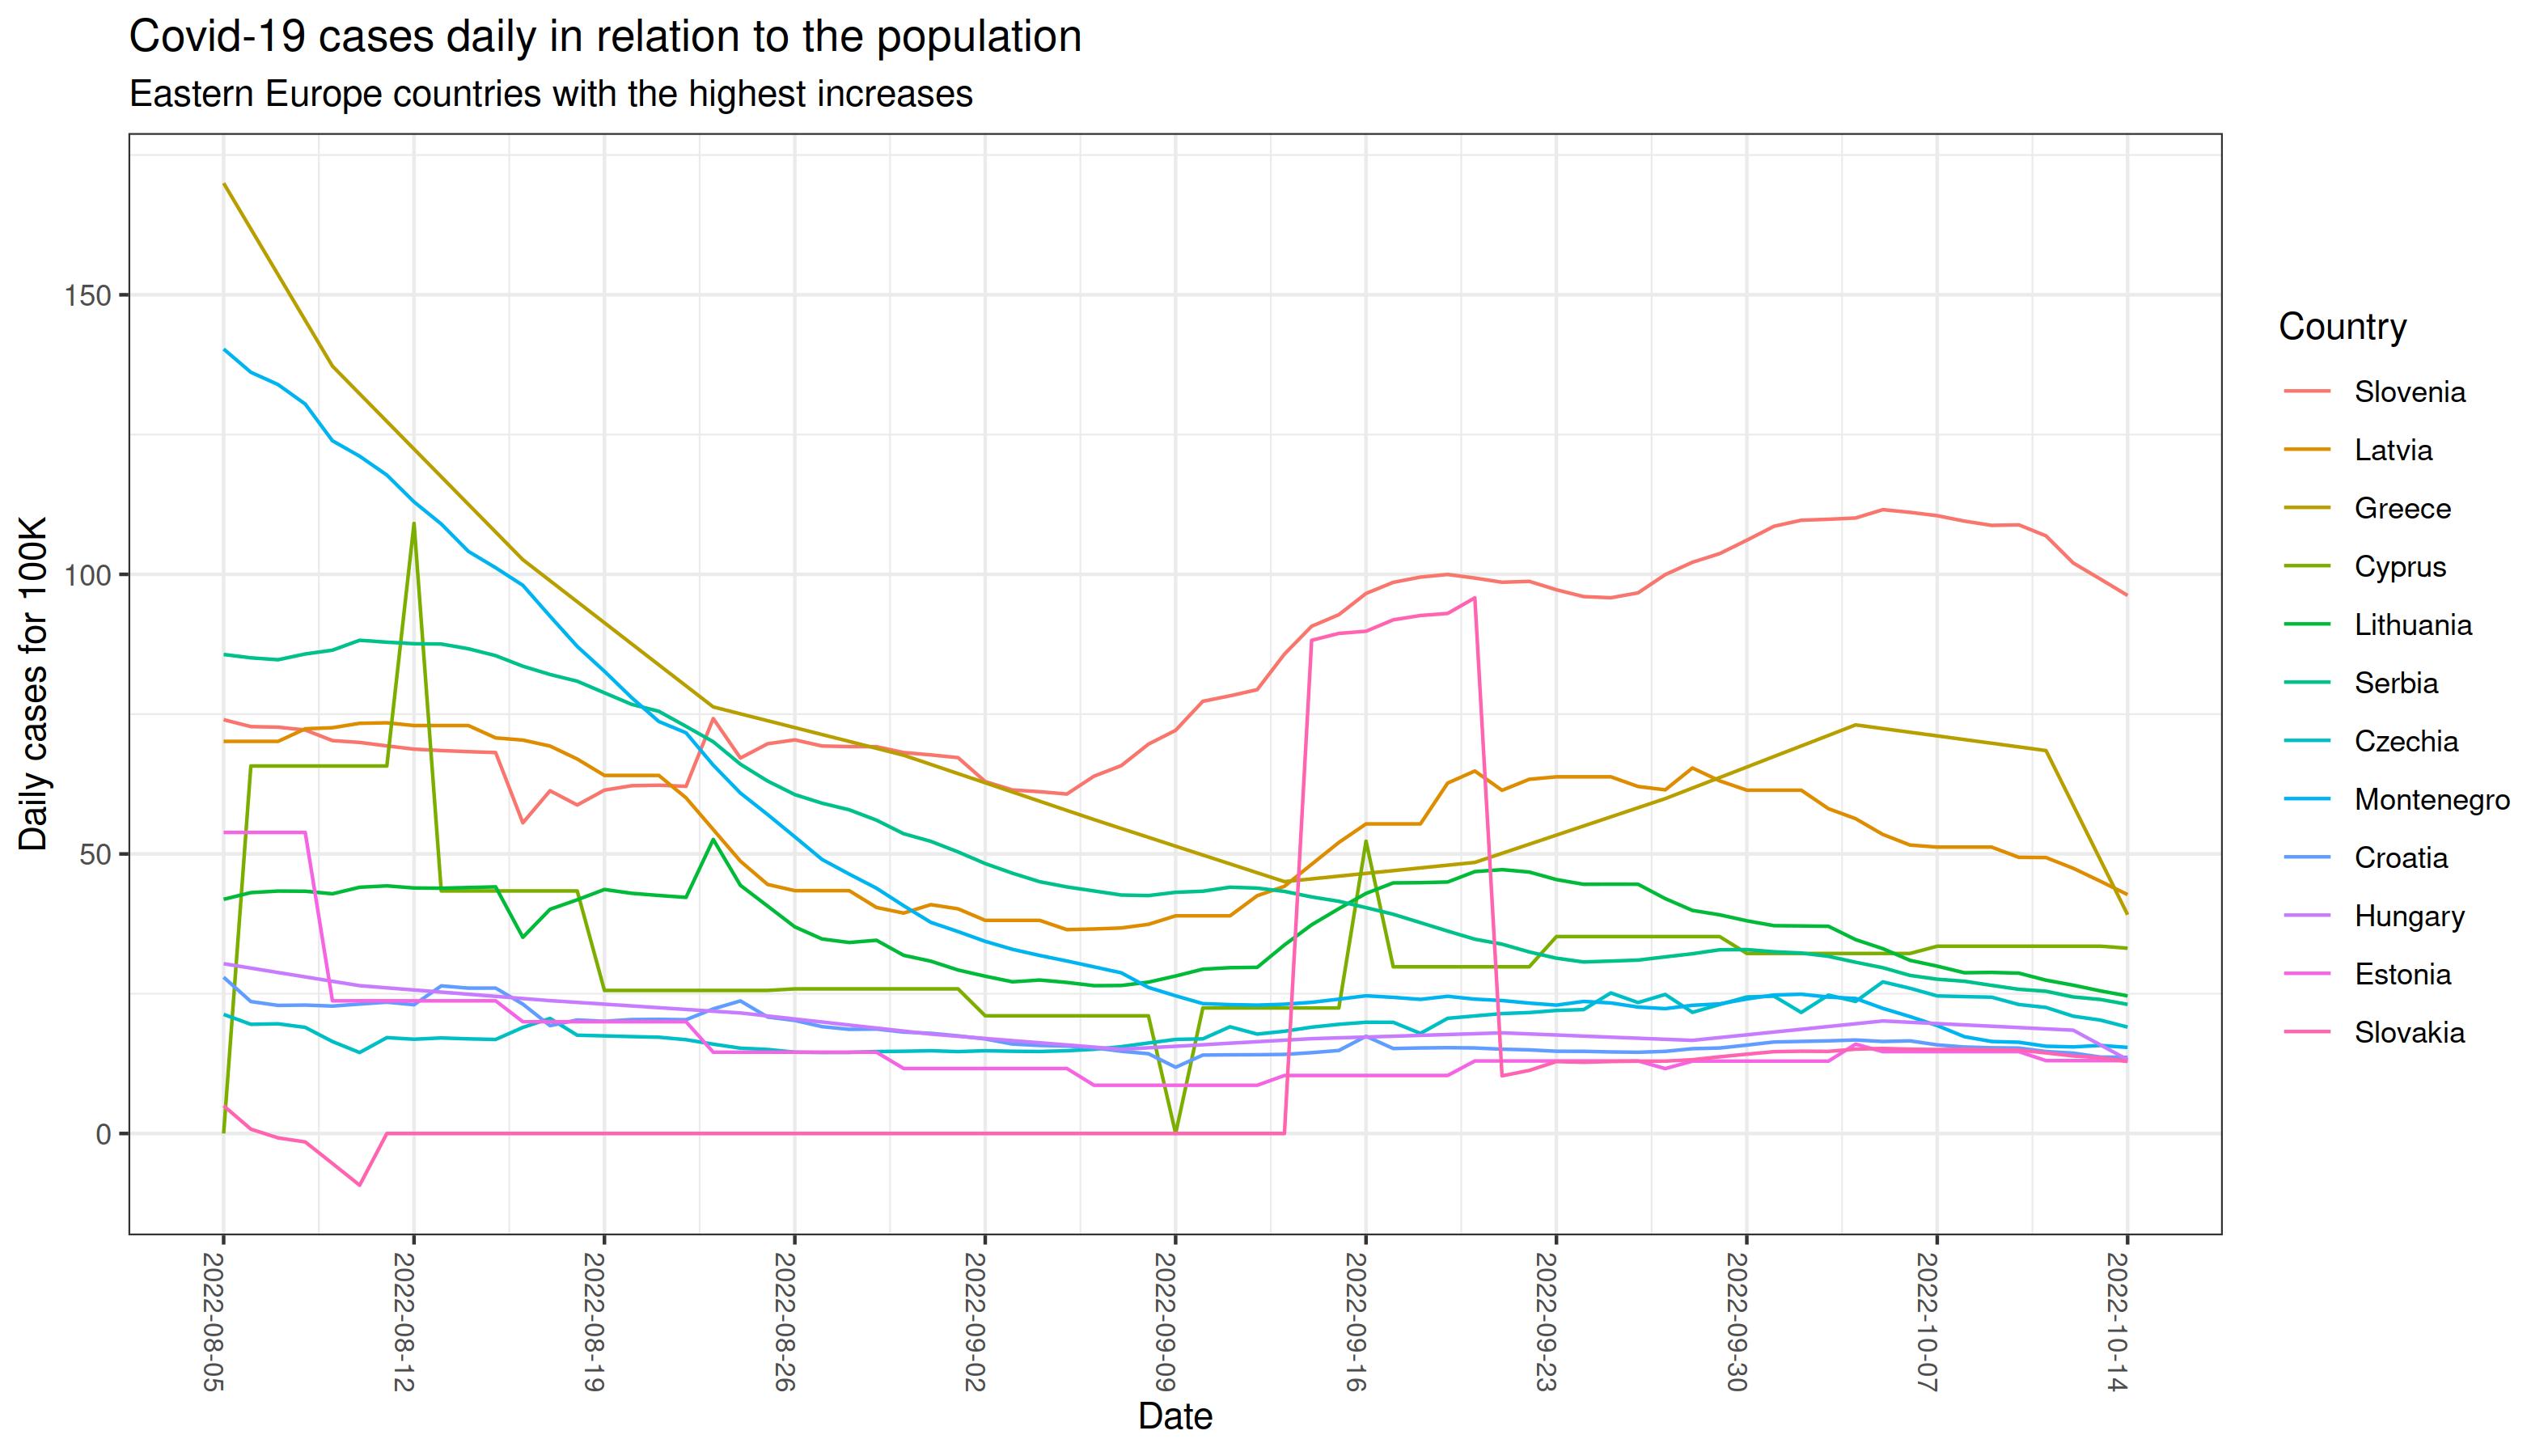 Covid-19 cases daily in relation to the population
Eastern Europe countries with the highest increases
Daily cases for 100K
150
100
50
0
2022-08-05
2022-08-12
2022-08-19
2022-08-26
2022-09-02
2022-09-09
2022-09-16
2022-09-23
2022-09-30
2022-10-07
2022-10-14
Date
Country
Slovenia
Latvia
Greece
Cyprus
Lithuania
Serbia
Czechia
Montenegro
Croatia
Hungary
Estonia
Slovakia